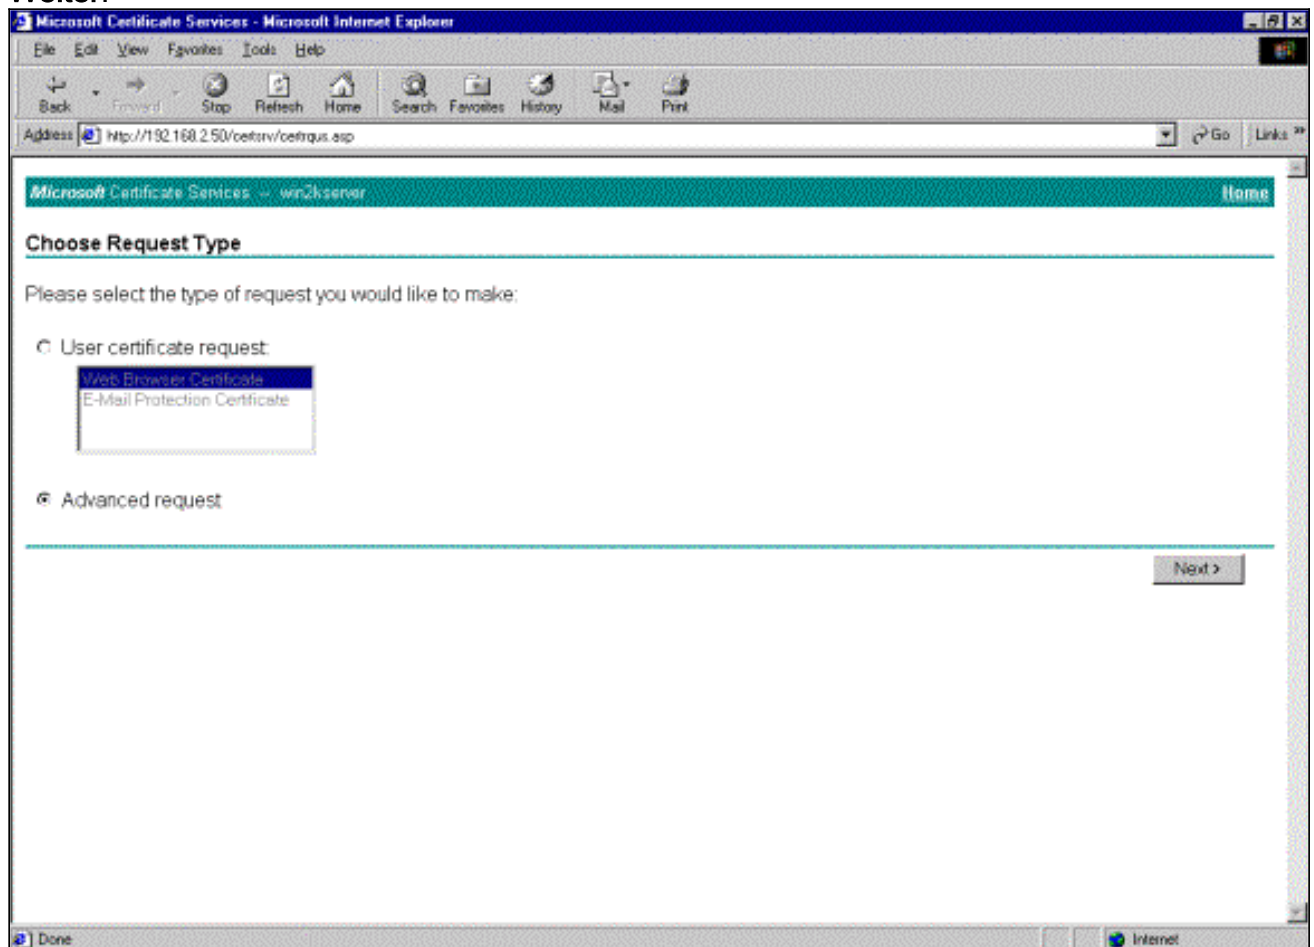 Weiter.
Microsoft Certificate Services - Microsoft Internet Explorer
File Edit View Favorites Tools Help
Back Forward Stop Refresh Home Search Favorites History Mail Print
Address http://192.168.2.50/certsrv/certrqus.asp Go Links »
Microsoft Certificate Services -- win2kserver Home
Choose Request Type
Please select the type of request you would like to make:
User certificate request:
Web Browser Certificate
E-Mail Protection Certificate
Advanced request
Next >
Done Internet